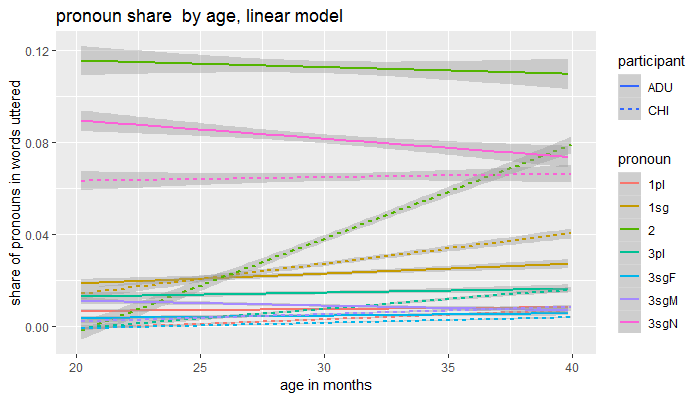 pronoun share  by age, linear model
share of pronouns in words uttered
0.12
0.08
0.04
0.00
20
25
30
35
40
age in months
participant
ADU
CHI
pronoun
1pl
1sg
2
3pl
3sgF
3sgM
3sgN